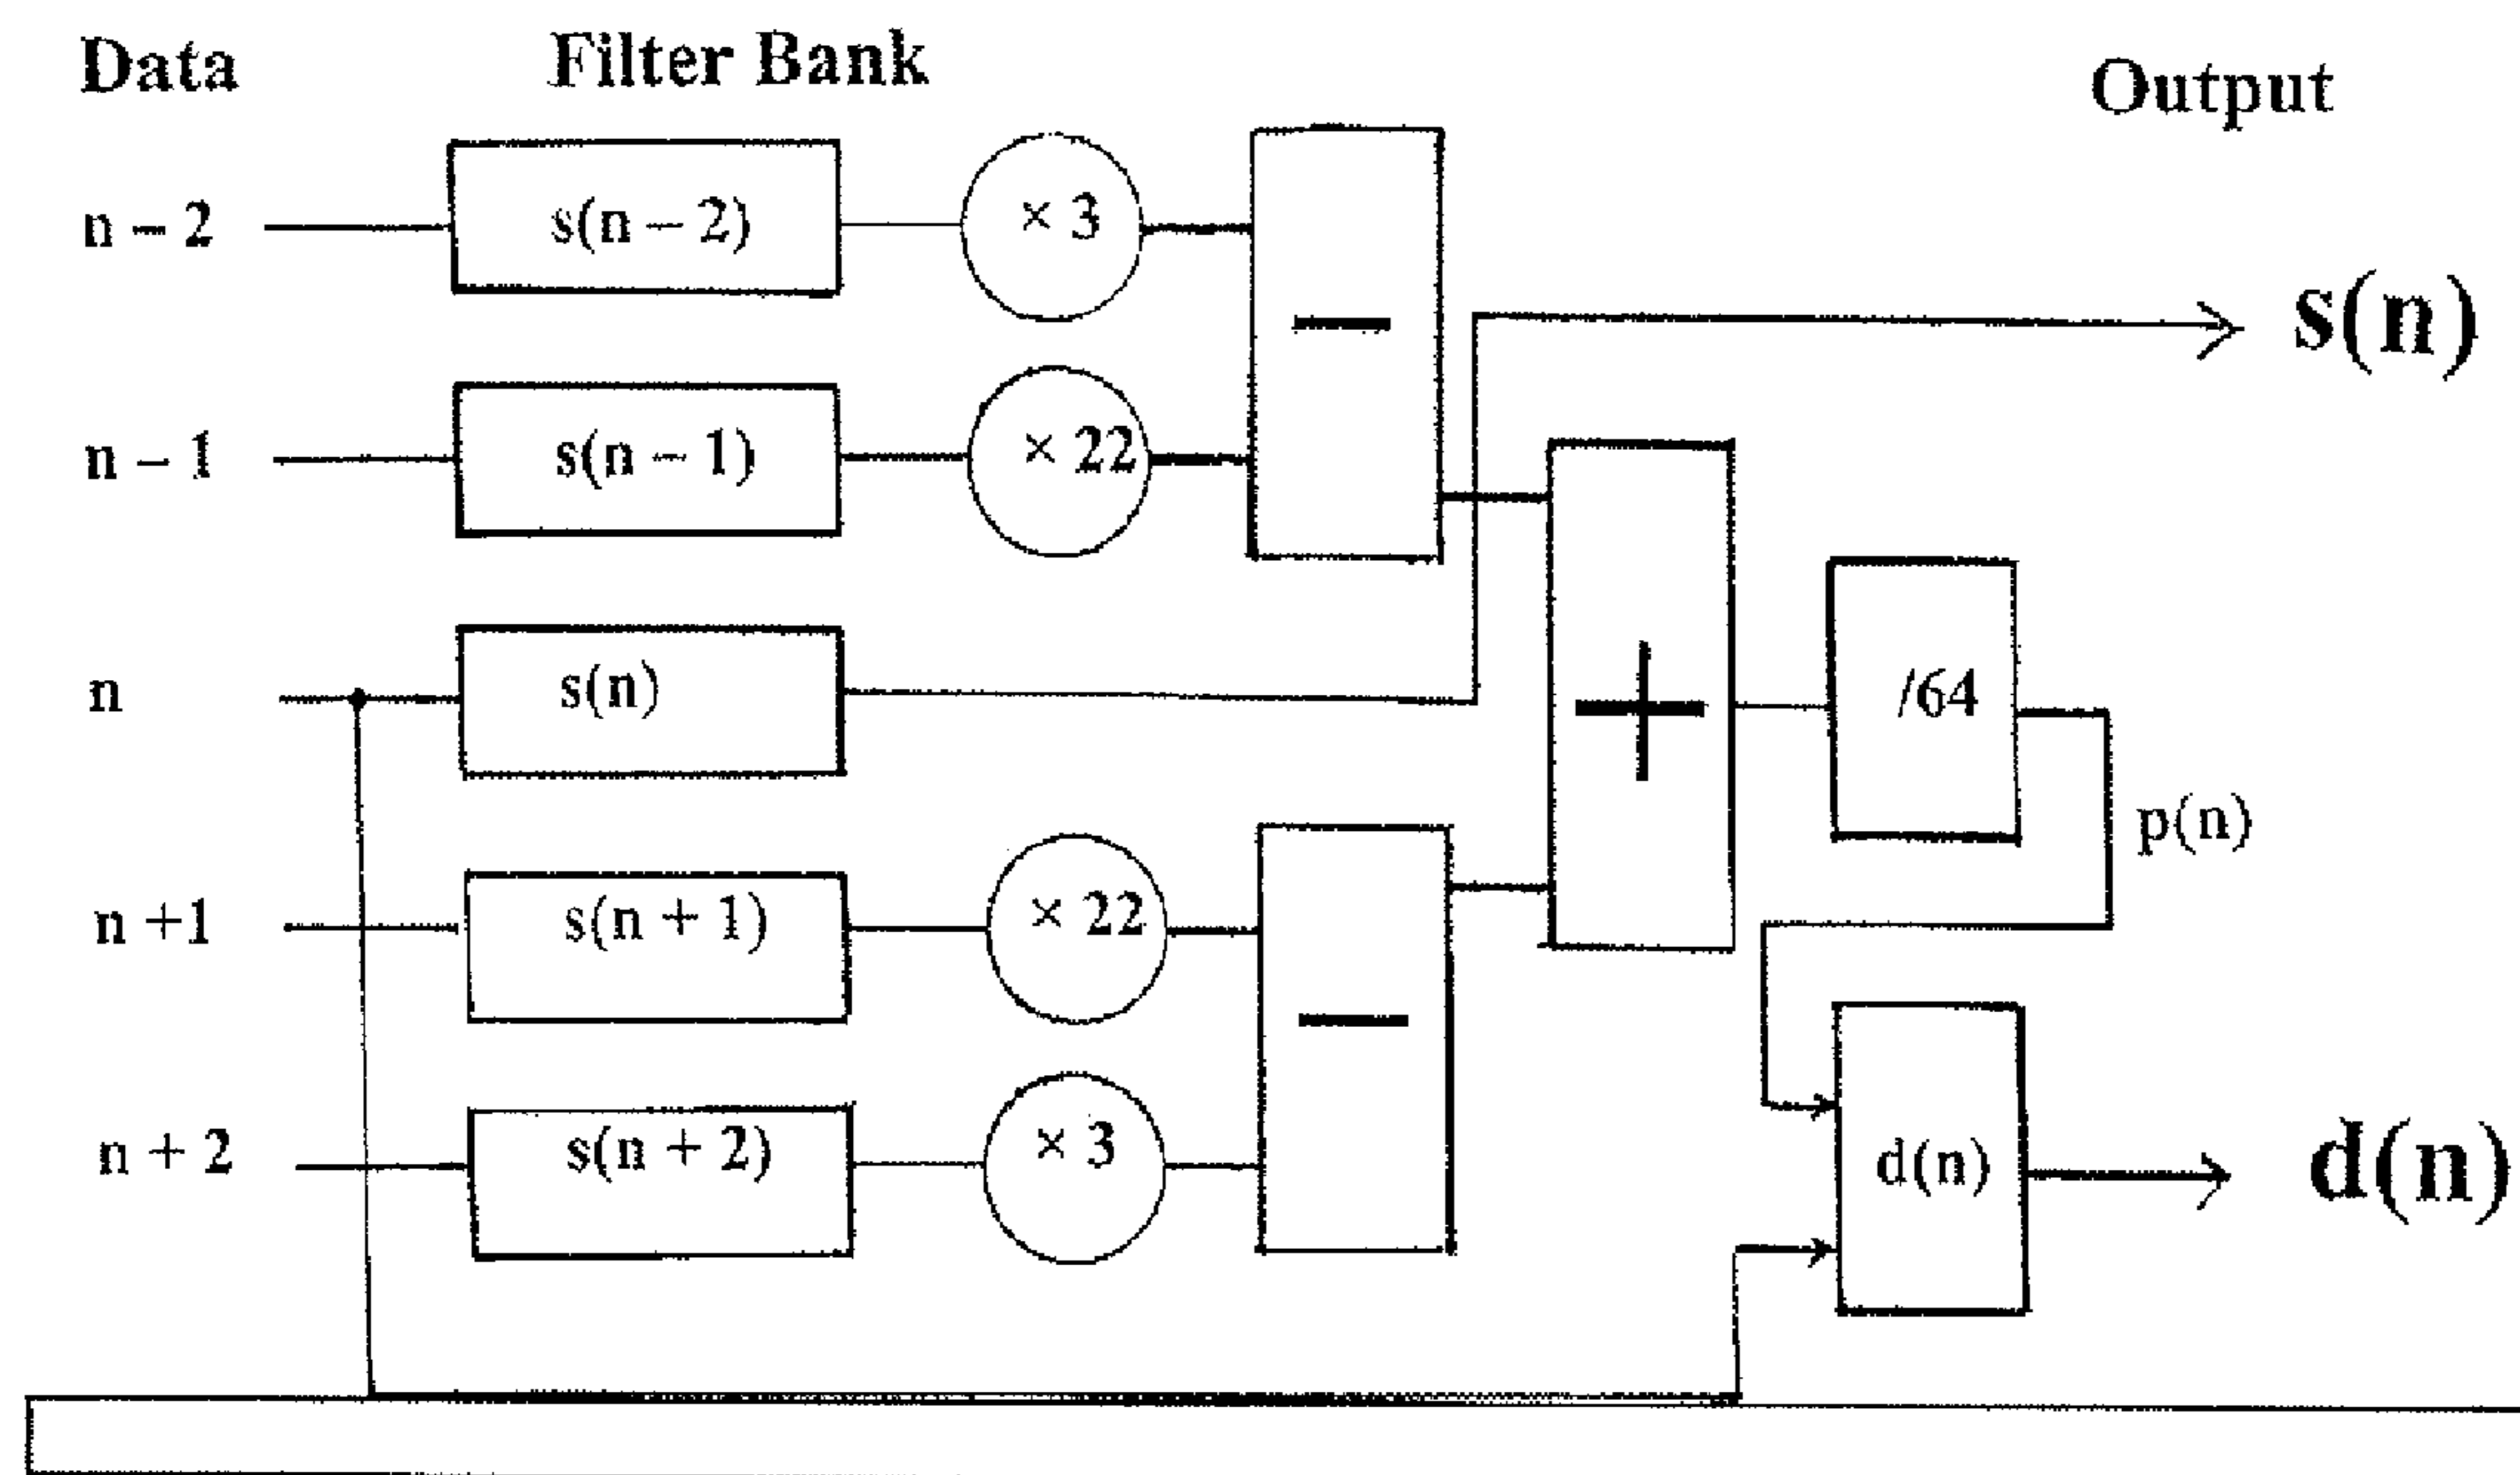 Data Filter Bank Output
n – 2 s(n – 2) × 3
— s(n)
n – 1 s(n – 1) × 22
n s(n) + /64
p(n)
n +1 s(n + 1) × 22
—
n + 2 s(n + 2) × 3 d(n) d(n)